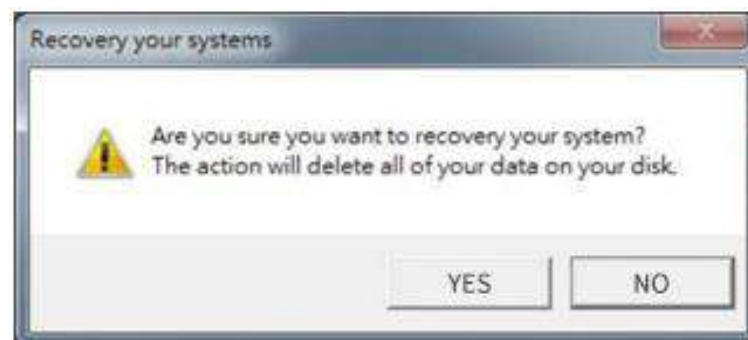 Recovery your systems
Are you sure you want to recovery your system?
The action will delete all of your data on your disk.
YES
NO